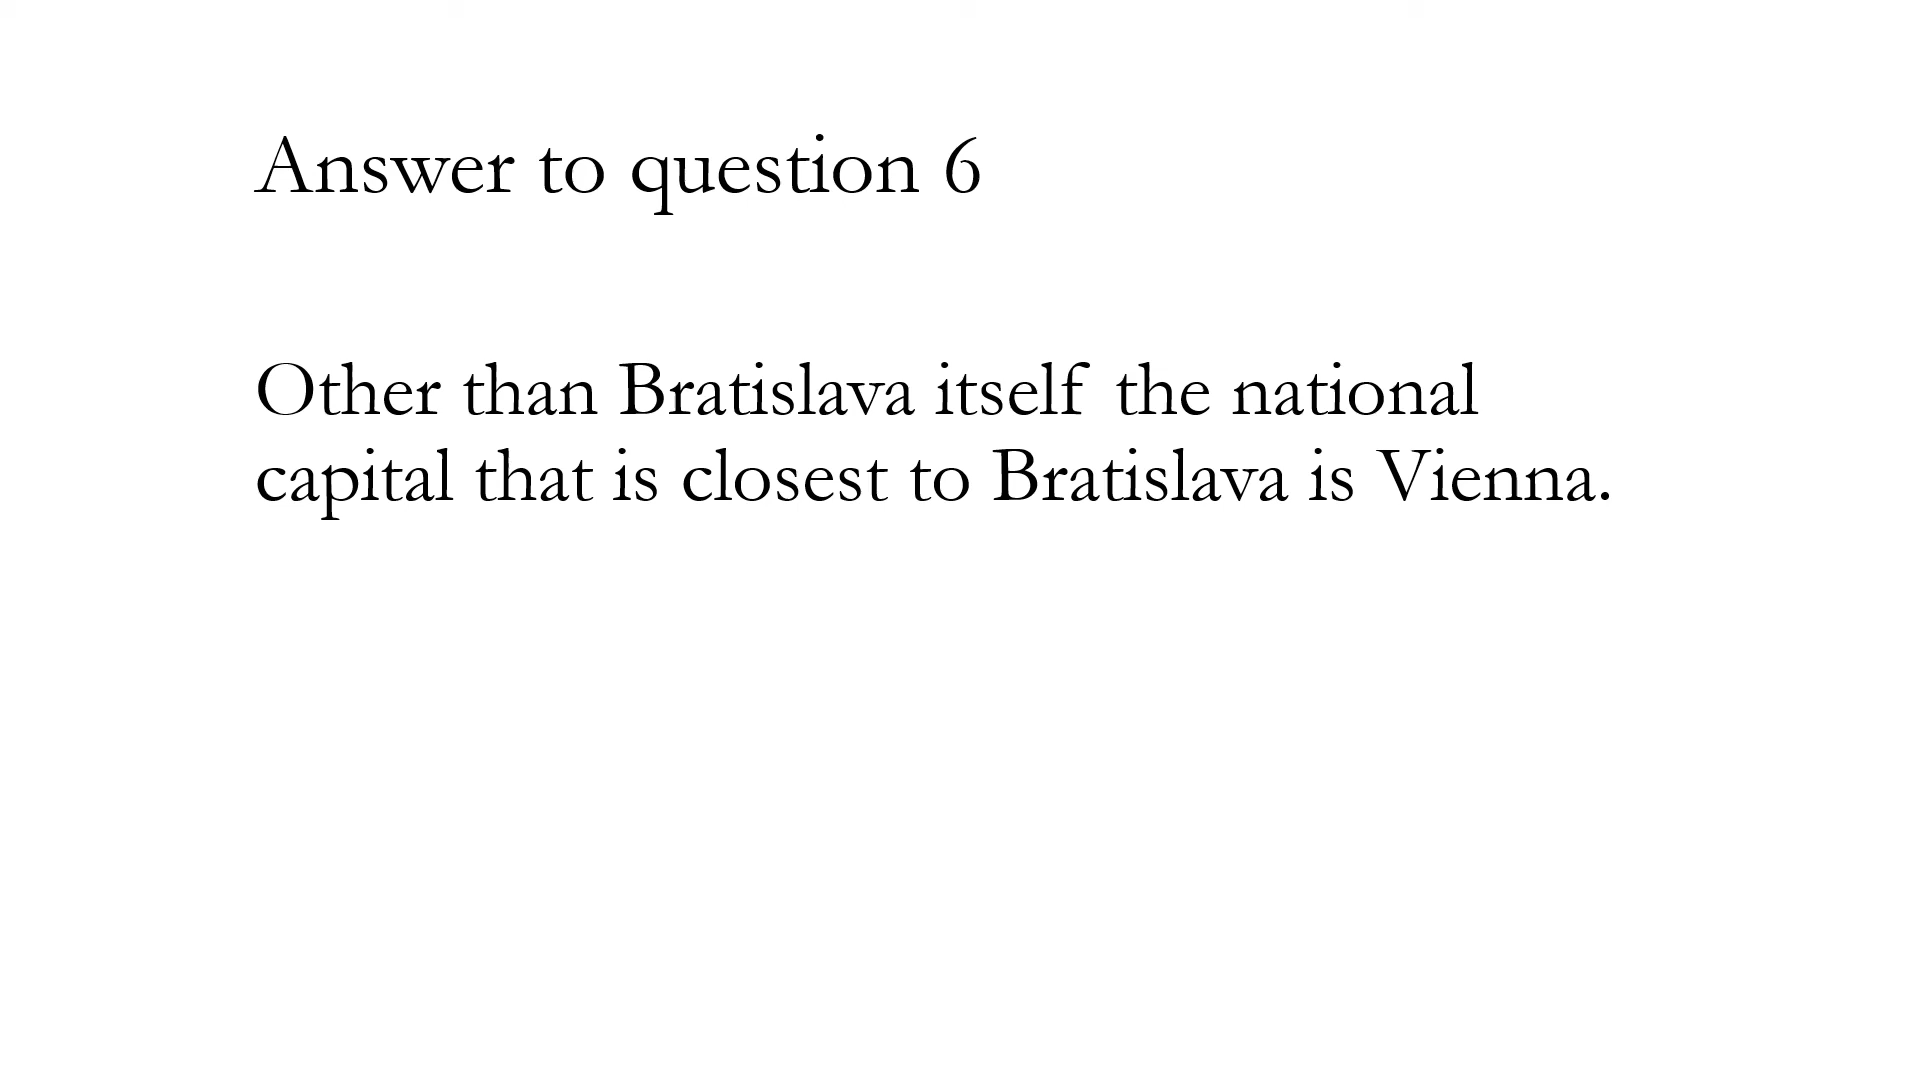 Answer to question 6
Other than Bratislava itself the national
capital that is closest to Bratislava is Vienna.